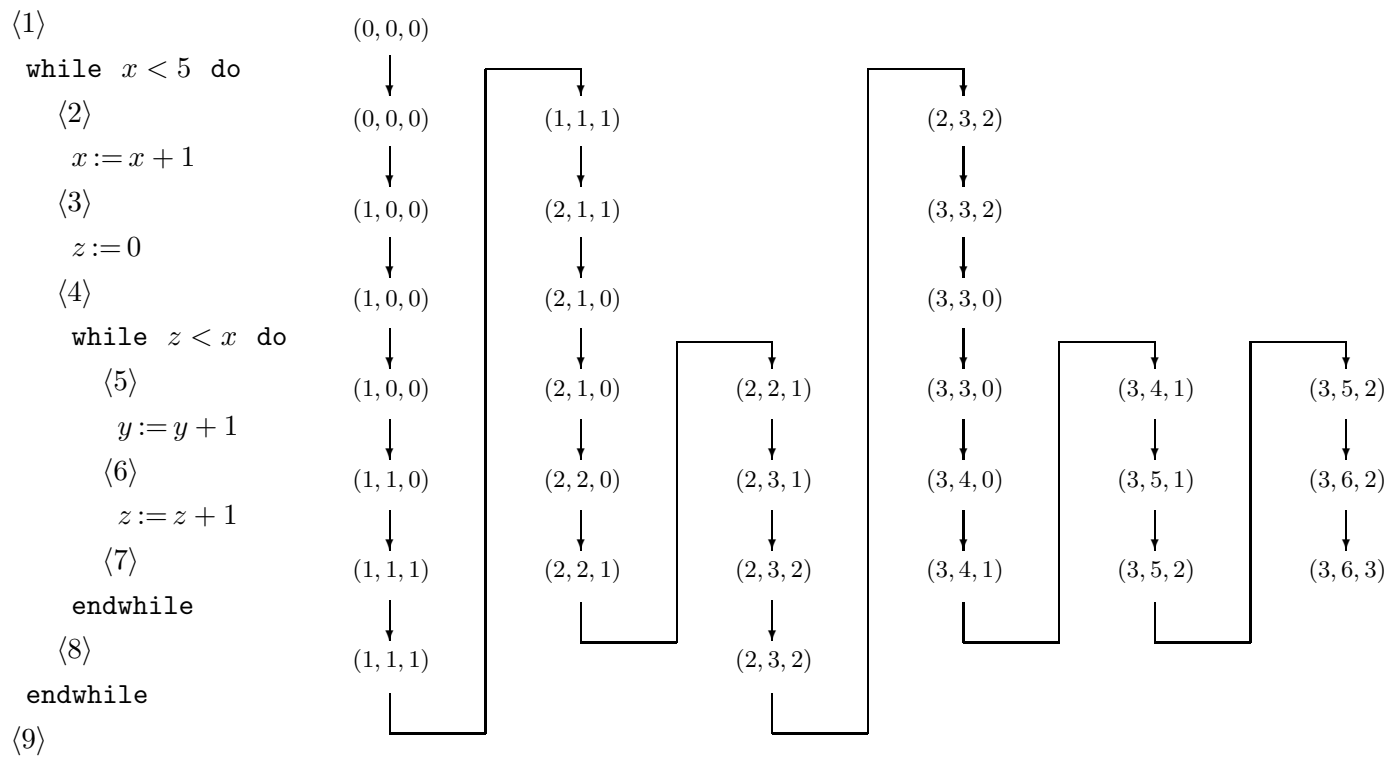 ⟨1⟩ (0, 0, 0)
while x < 5 do
⟨2⟩ (0, 0, 0) (1, 1, 1) (2, 3, 2)
x := x + 1
⟨3⟩ (1, 0, 0) (2, 1, 1) (3, 3, 2)
z := 0
⟨4⟩ (1, 0, 0) (2, 1, 0) (3, 3, 0)
while z < x do
⟨5⟩ (1, 0, 0) (2, 1, 0) (2, 2, 1) (3, 3, 0) (3, 4, 1) (3, 5, 2)
y := y + 1
⟨6⟩ (1, 1, 0) (2, 2, 0) (2, 3, 1) (3, 4, 0) (3, 5, 1) (3, 6, 2)
z := z + 1
⟨7⟩ (1, 1, 1) (2, 2, 1) (2, 3, 2) (3, 4, 1) (3, 5, 2) (3, 6, 3)
endwhile
⟨8⟩ (1, 1, 1) (2, 3, 2)
endwhile
⟨9⟩